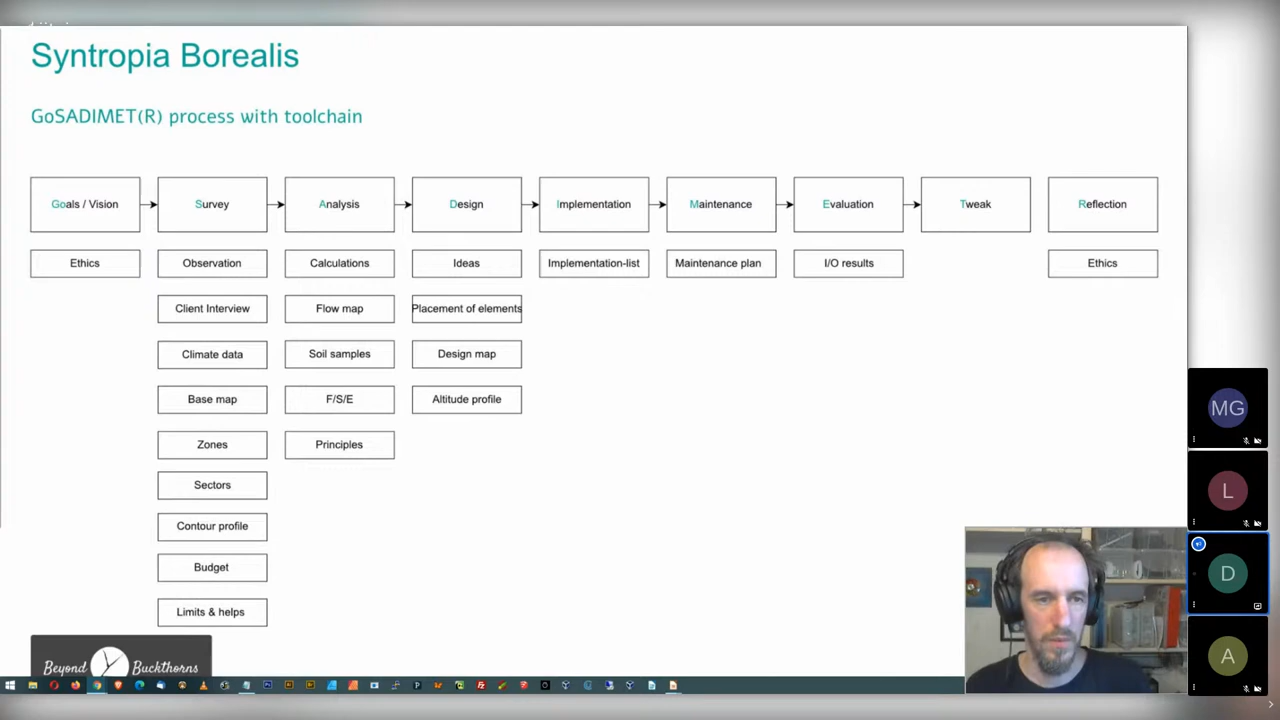 Syntropia Borealis
GoSADIMET(R) process with toolchain
Goals / Vision
Survey
Analysis
Design
Implementation
Maintenance
Evaluation
Tweak
Reflection
Ethics
Observation
Calculations
Ideas
Implementation-list
Maintenance plan
I/O results
Ethics
Client Interview
Flow map
Placement of elements
Climate data
Soil samples
Design map
Base map
F/S/E
Altitude profile
Zones
Principles
Sectors
Contour profile
Budget
Limits & helps
Beyond Buckthorns
MG
L
D
A